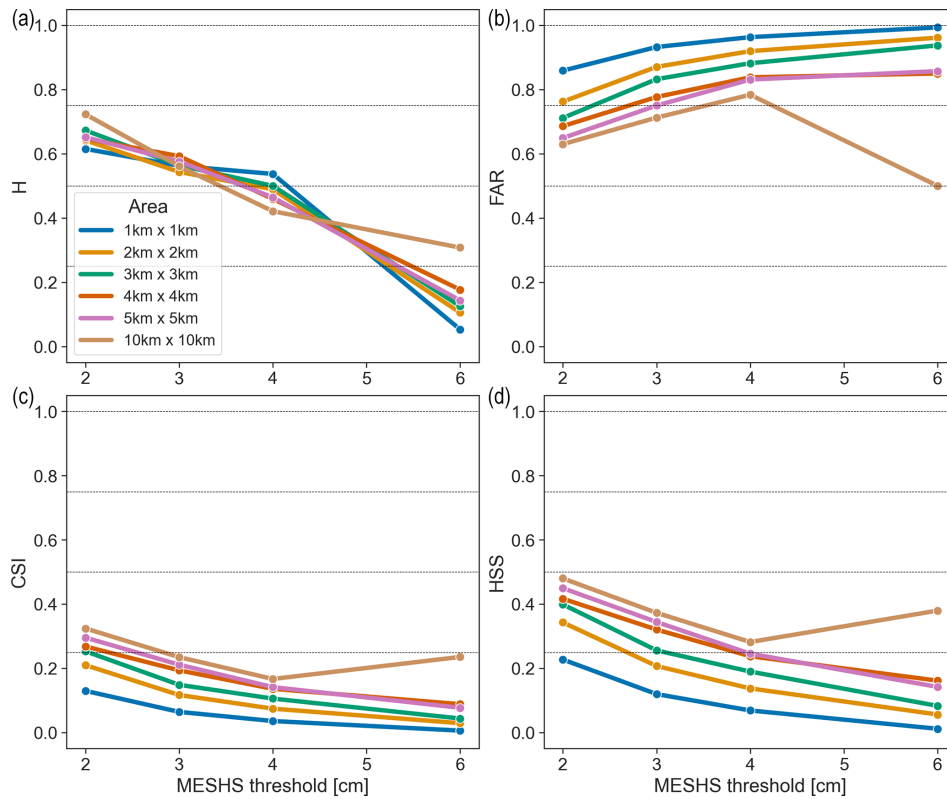 (a)
(b)
1.0
0.8
0.6
0.4
0.2
0.0
H
Area
1km x 1km
2km x 2km
3km x 3km
4km x 4km
5km x 5km
10km x 10km
2
3
4
5
6
1.0
0.8
0.6
0.4
0.2
0.0
FAR
2
3
4
5
6
(c)
(d)
1.0
0.8
0.6
0.4
0.2
0.0
CSI
2
3
4
5
6
MESHS threshold [cm]
1.0
0.8
0.6
0.4
0.2
0.0
HSS
2
3
4
5
6
MESHS threshold [cm]